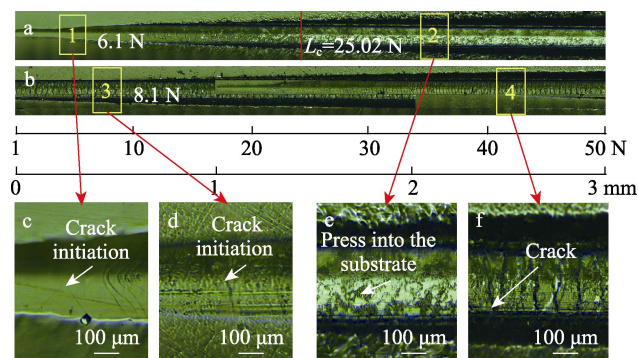 a
1
6.1 N
Lc=25.02 N
2
b
3
8.1 N
4
1 10 20 30 40 50 N
0 1 2 3 mm
c
Crack
initiation
100 μm
d
Crack
initiation
100 μm
e
Press into the
substrate
100 μm
f
Crack
100 μm